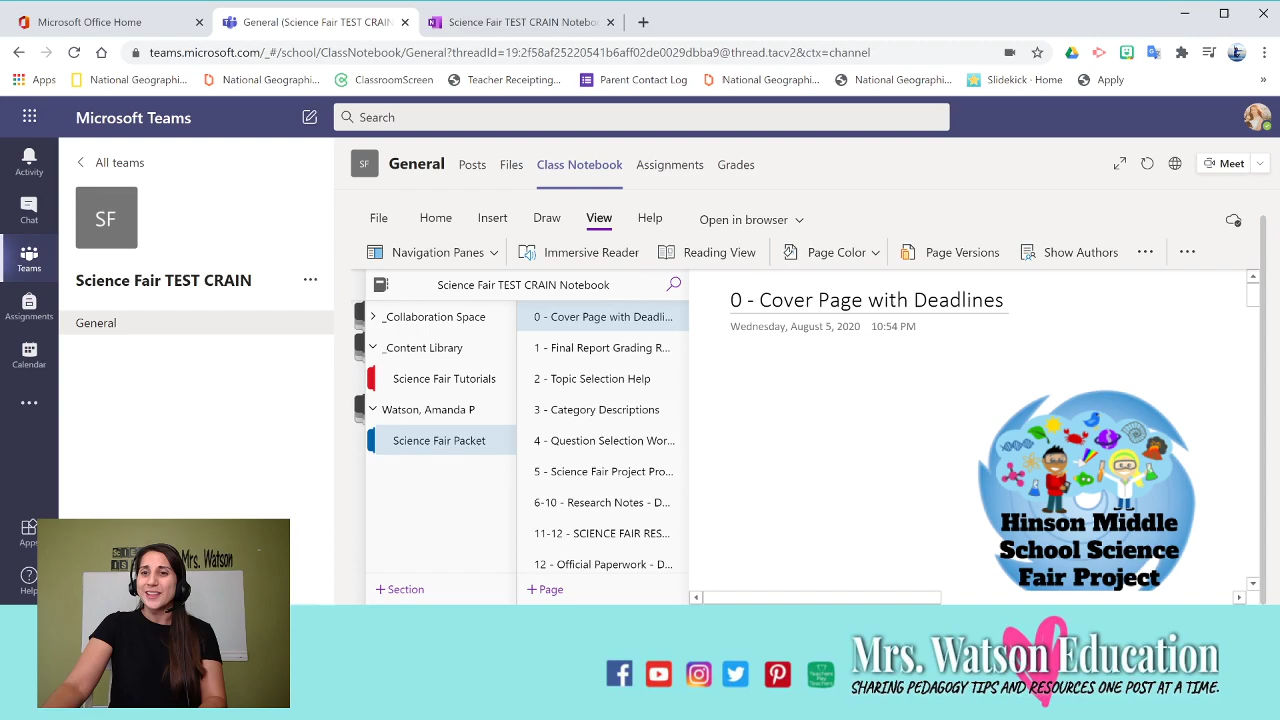 Microsoft Office Home
General (Science Fair TEST CRAIN
Science Fair TEST CRAIN Notebo
teams.microsoft.com/_#/school/ClassNotebook/General?threadId=19:2f58af25220541b6aff02de0029dbba9@thread.tacv2&ctx=channel
Apps
National Geographi...
National Geographi...
ClassroomScreen
Teacher Receipting...
Parent Contact Log
National Geographi...
National Geographi...
Slidekick · Home
Apply
Microsoft Teams
Search
Activity
Chat
Teams
Assignments
Calendar
Apps
Help
All teams
SF
Science Fair TEST CRAIN
General
SF
General
Posts
Files
Class Notebook
Assignments
Grades
Meet
File
Home
Insert
Draw
View
Help
Open in browser
Navigation Panes
Immersive Reader
Reading View
Page Color
Page Versions
Show Authors
Science Fair TEST CRAIN Notebook
_Collaboration Space
_Content Library
Science Fair Tutorials
Watson, Amanda P
Science Fair Packet
+ Section
0 - Cover Page with Deadli...
1 - Final Report Grading R...
2 - Topic Selection Help
3 - Category Descriptions
4 - Question Selection Wor...
5 - Science Fair Project Pro...
6-10 - Research Notes - D...
11-12 - SCIENCE FAIR RES...
12 - Official Paperwork - D...
+ Page
0 - Cover Page with Deadlines
Wednesday, August 5, 2020
10:54 PM
Hinson Middle
School Science
Fair Project
Mrs. Watson
Mrs. Watson Education
SHARING PEDAGOGY TIPS AND RESOURCES ONE POST AT A TIME.